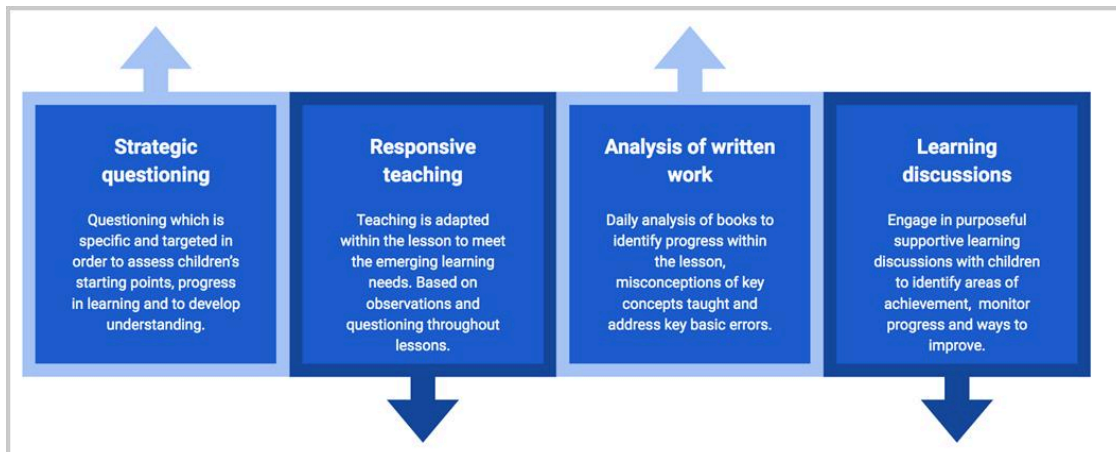 Strategic
questioning
Questioning which is
specific and targeted in
order to assess children's
starting points, progress
in learning and to develop
understanding.
Responsive
teaching
Teaching is adapted
within the lesson to meet
the emerging learning
needs. Based on
observations and
questioning throughout
lessons.
Analysis of written
work
Daily analysis of books to
identify progress within
the lesson,
misconceptions of key
concepts taught and
address key basic errors.
Learning
discussions
Engage in purposeful
supportive learning
discussions with children
to identify areas of
achievement, monitor
progress and ways to
improve.